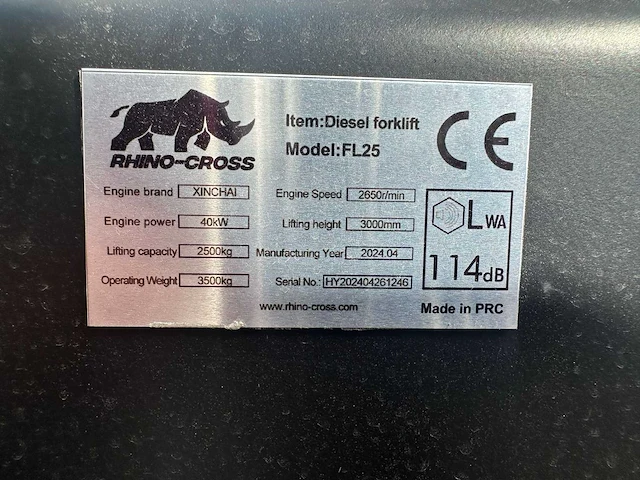 RHINO-CROSS
Item:Diesel forklift
Model:FL25
CE
Engine brand XINCHAI
Engine power 40kW
Lifting capacity 2500kg
Operating Weight 3500kg
Engine Speed 2650r/min
Lifting height 3000mm
Manufacturing Year 2024.04
Serial No.: HY202404261246
LWA
114dB
www.rhino-cross.com
Made in PRC